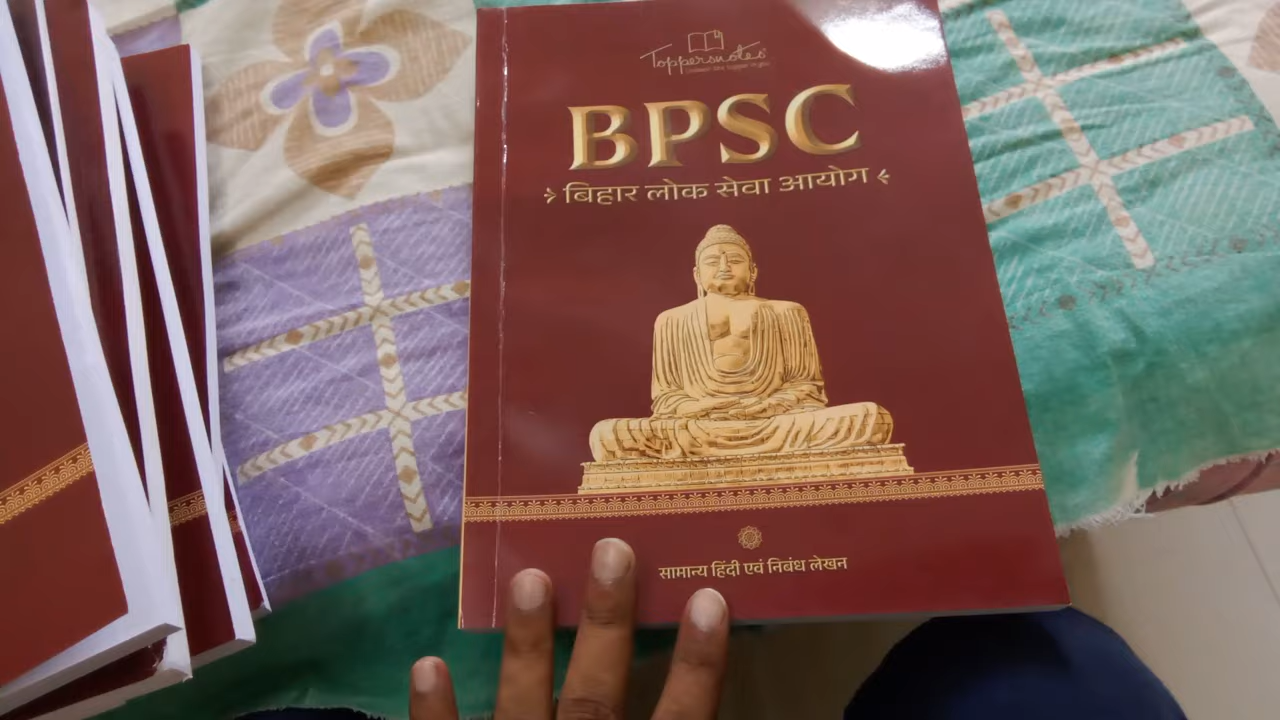 Toppersnotes
BPSC
बिहार लोक सेवा आयोग
सामान्य हिंदी एवं निबंध लेखन